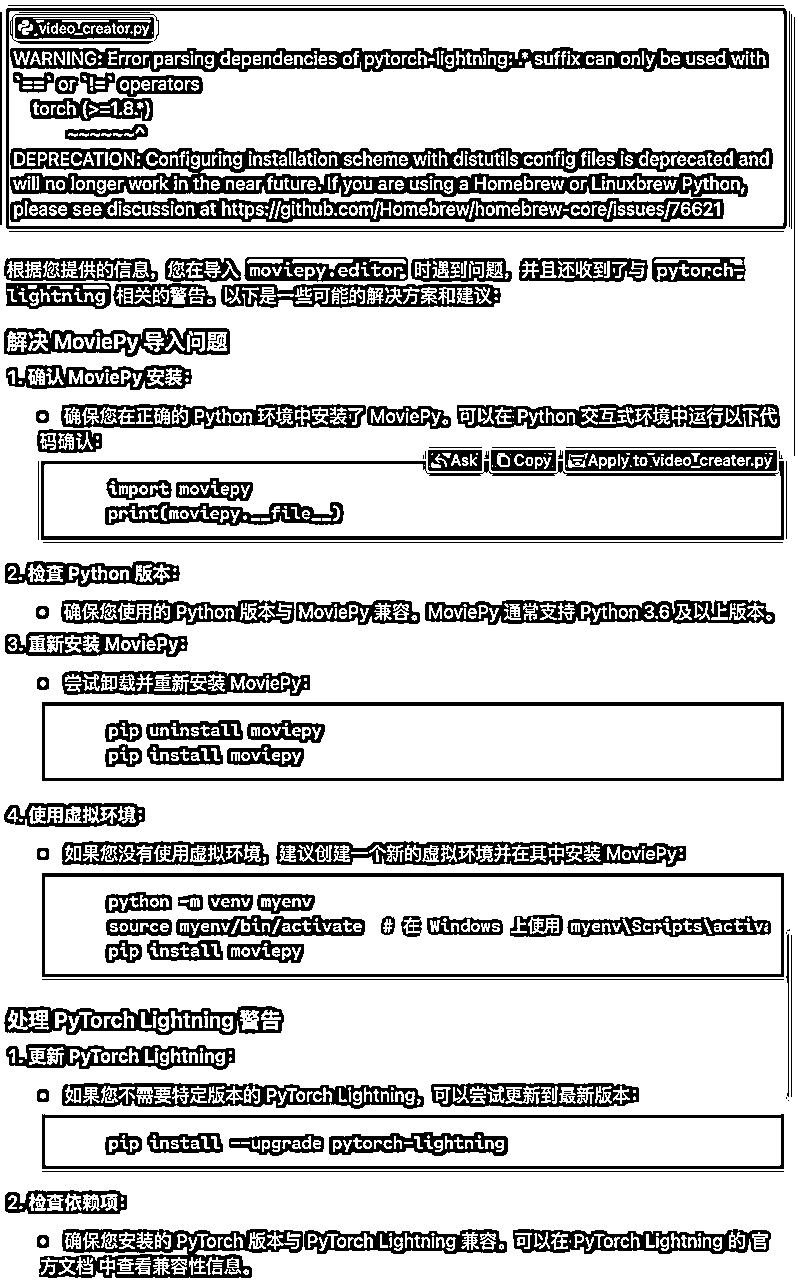 video_creator.py
WARNING: Error parsing dependencies of pytorch-lightning: .* suffix can only be used with
`==` or `!=` operators
torch (>=1.8.*)
~~~~~~^
DEPRECATION: Configuring installation scheme with distutils config files is deprecated and
will no longer work in the near future. If you are using a Homebrew or Linuxbrew Python,
please see discussion at https://github.com/Homebrew/homebrew-core/issues/76621
根据您提供的信息，您在导入 moviepy.editor 时遇到问题，并且还收到了与 pytorch-
lightning 相关的警告。以下是一些可能的解决方案和建议：
解决 MoviePy 导入问题
1. 确认 MoviePy 安装：
确保您在正确的 Python 环境中安装了 MoviePy。可以在 Python 交互式环境中运行以下代
码确认：
Ask Copy Apply to video_creater.py
import moviepy
print(moviepy.__file__)
2. 检查 Python 版本：
确保您使用的 Python 版本与 MoviePy 兼容。MoviePy 通常支持 Python 3.6 及以上版本。
3. 重新安装 MoviePy：
尝试卸载并重新安装 MoviePy：
pip uninstall moviepy
pip install moviepy
4. 使用虚拟环境：
如果您没有使用虚拟环境，建议创建一个新的虚拟环境并在其中安装 MoviePy：
python -m venv myenv
source myenv/bin/activate  # 在 Windows 上使用 myenv\Scripts\activa
pip install moviepy
处理 PyTorch Lightning 警告
1. 更新 PyTorch Lightning：
如果您不需要特定版本的 PyTorch Lightning，可以尝试更新到最新版本：
pip install --upgrade pytorch-lightning
2. 检查依赖项：
确保您安装的 PyTorch 版本与 PyTorch Lightning 兼容。可以在 PyTorch Lightning 的 官
方文档 中查看兼容性信息。